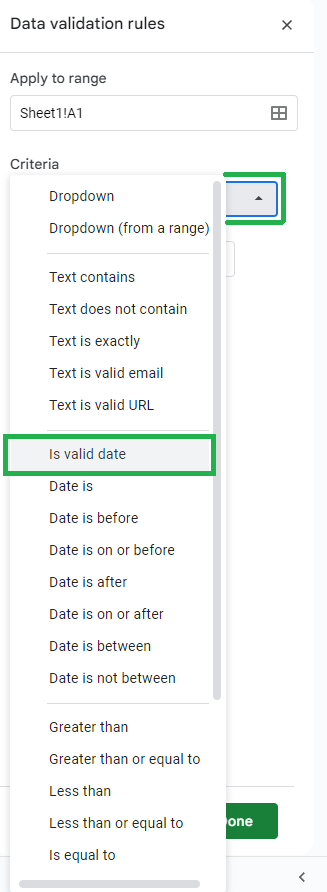 Data validation rules
Apply to range
Sheet1!A1
Criteria
Dropdown
Dropdown (from a range)
Text contains
Text does not contain
Text is exactly
Text is valid email
Text is valid URL
Is valid date
Date is
Date is before
Date is on or before
Date is after
Date is on or after
Date is between
Date is not between
Greater than
Greater than or equal to
Less than
Less than or equal to
Is equal to